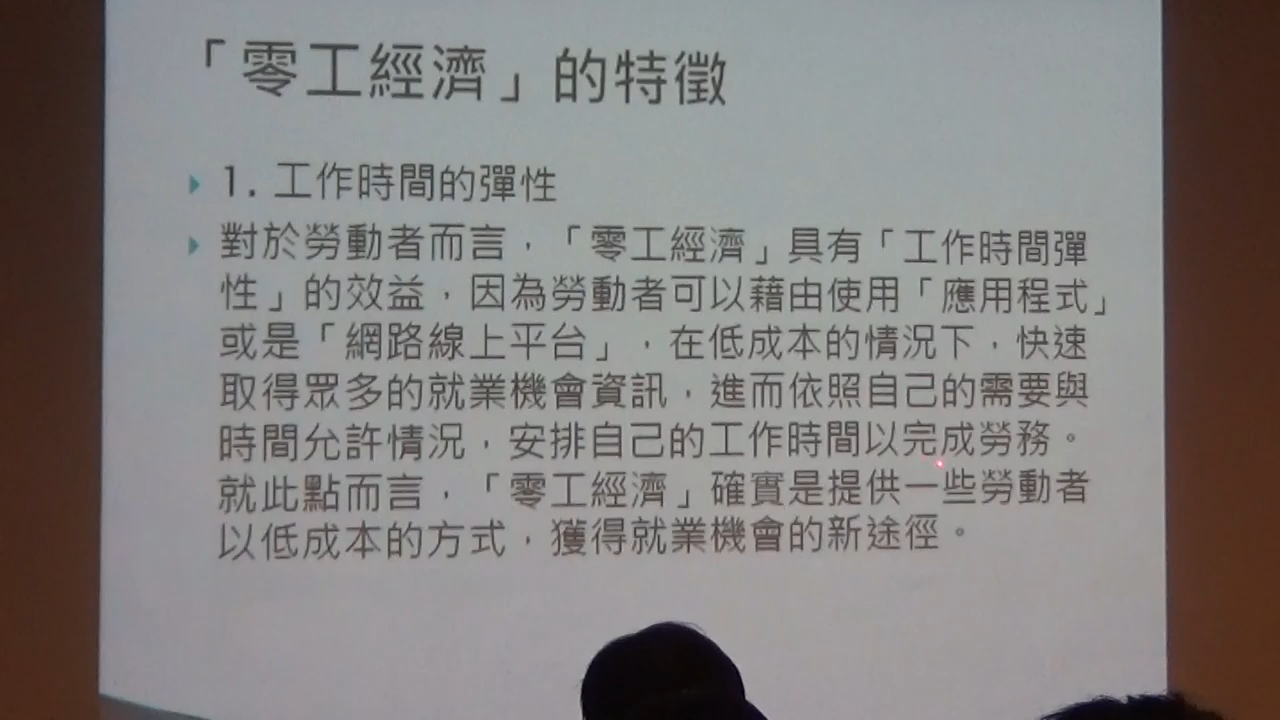 「零工經濟」的特徵
1. 工作時間的彈性
對於勞動者而言，「零工經濟」具有「工作時間彈
性」的效益，因為勞動者可以藉由使用「應用程式」
或是「網路線上平台」，在低成本的情況下，快速
取得眾多的就業機會資訊，進而依照自己的需要與
時間允許情況，安排自己的工作時間以完成勞務。
就此點而言，「零工經濟」確實是提供一些勞動者
以低成本的方式，獲得就業機會的新途徑。